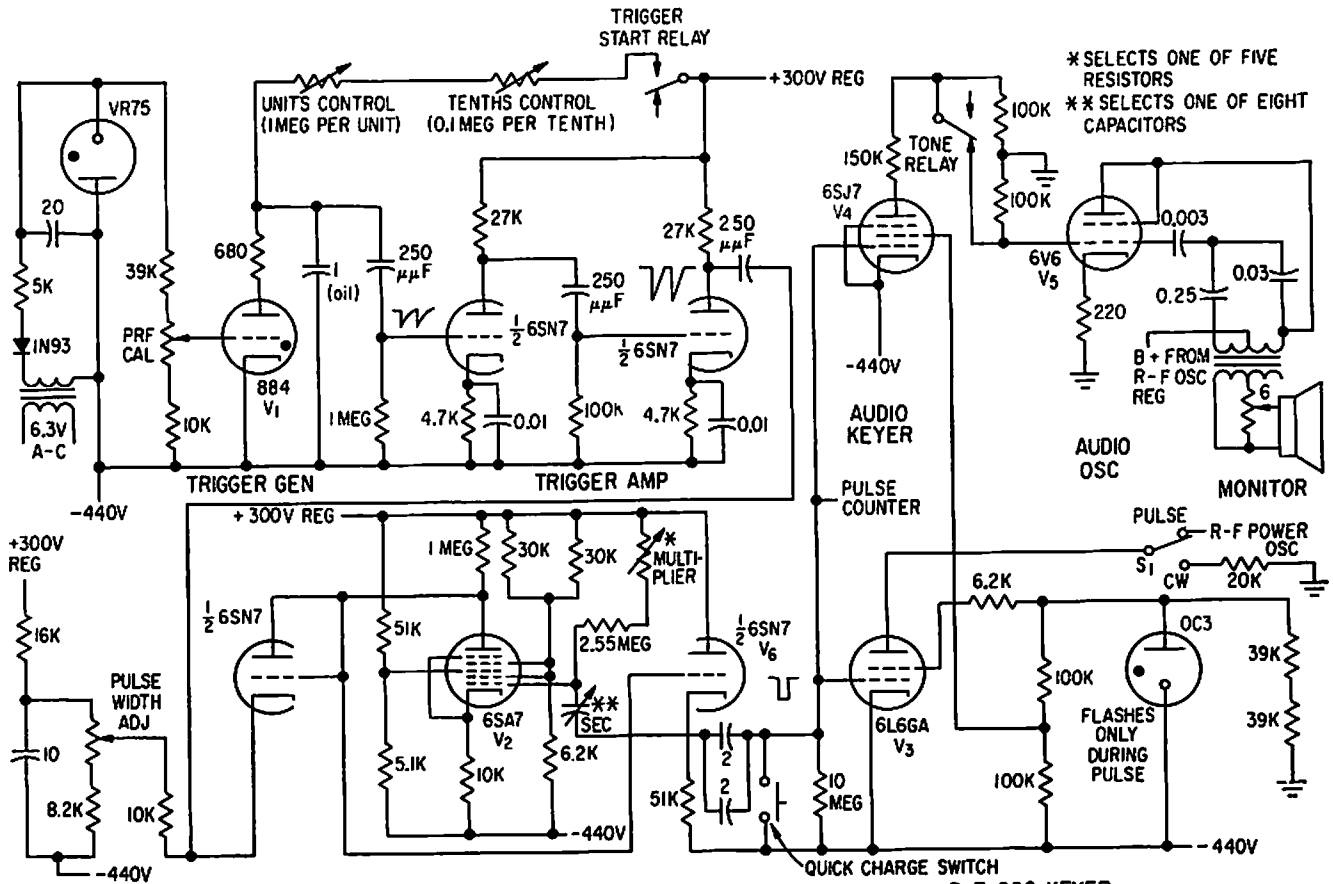 TRIGGER
START RELAY
* SELECTS ONE OF FIVE
RESISTORS
** SELECTS ONE OF EIGHT
CAPACITORS
+300V REG
UNITS CONTROL
(1 MEG PER UNIT)
TENTHS CONTROL
(0.1 MEG PER TENTH)
VR75
20
5K
1N93
6.3V
A-C
39K
PRF
CAL
10K
680
884
V1
1
(oil)
250
μμF
1 MEG
27K
1/2 6SN7
4.7K
0.01
250
μμF
100K
27K
250
μμF
1/2 6SN7
4.7K
0.01
150K
TONE
RELAY
100K
100K
6SJ7
V4
-440V
AUDIO
KEYER
6V6
V5
220
0.003
0.25
0.03
B + FROM
R-F OSC
REG
6
AUDIO
OSC
MONITOR
-440V
TRIGGER GEN
TRIGGER AMP
PULSE
COUNTER
+300V
REG
16K
10
PULSE
WIDTH
ADJ
8.2K
10K
-440V
+ 300V REG
1/2 6SN7
51K
5.1K
1 MEG
30K
30K
*
MULTI-
PLIER
2.55MEG
6SA7
V2
**
SEC
10K
6.2K
-440V
1/2 6SN7
V6
51K
2
2
10
MEG
QUICK CHARGE SWITCH
6L6GA
V3
PULSE
R-F POWER
OSC
S1
CW
20K
6.2K
100K
100K
OC3
FLASHES
ONLY
DURING
PULSE
39K
39K
-440V